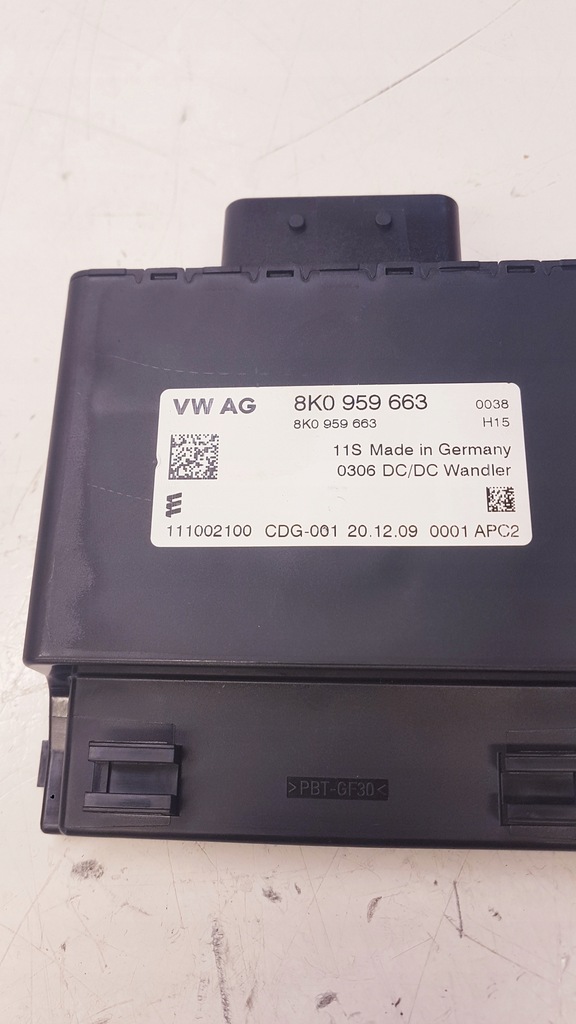 VW AG 8K0 959 663 0038
8K0 959 663 H15
11S Made in Germany
0306 DC/DC Wandler
111002100 CDG-001 20.12.09 0001 APC2
>PBT-GF30<